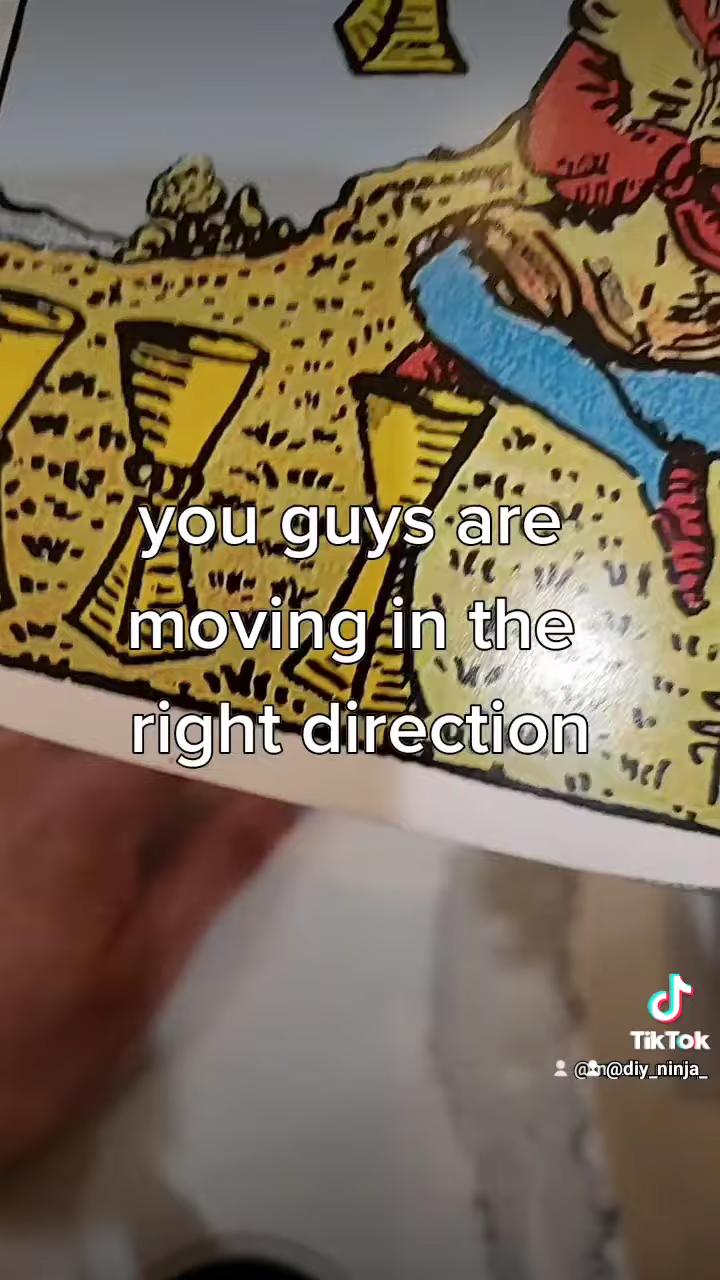 you guys are
moving in the
right direction
TikTok
@diy_ninja_